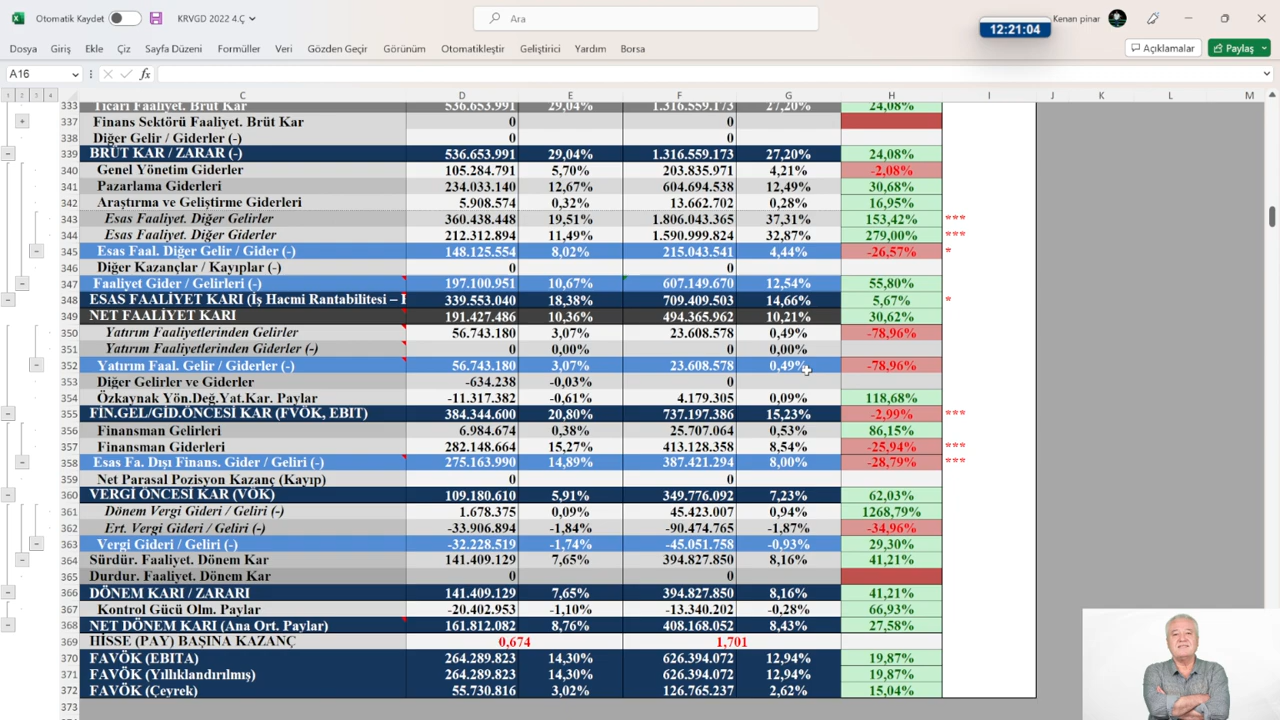 Otomatik Kaydet
KRVGD 2022 4.Ç
Ara
12:21:04
Kenan pinar
Dosya Giriş Ekle Çiz Sayfa Düzeni Formüller Veri Gözden Geçir Görünüm Otomatikleştir Geliştirici Yardım Borsa Açıklamalar Paylaş
A16 fx
1 2 3 4 C D E F G H I J K L M
333 Ticari Faaliyet. Brüt Kar 536.653.991 29,04% 1.316.559.173 27,20% 24,08%
337 Finans Sektörü Faaliyet. Brüt Kar 0 0
338 Diğer Gelir / Giderler (-) 0 0
339 BRÜT KAR / ZARAR (-) 536.653.991 29,04% 1.316.559.173 27,20% 24,08%
340 Genel Yönetim Giderler 105.284.791 5,70% 203.835.971 4,21% -2,08%
341 Pazarlama Giderleri 234.033.140 12,67% 604.694.538 12,49% 30,68%
342 Araştırma ve Geliştirme Giderleri 5.908.574 0,32% 13.662.702 0,28% 16,95%
343 Esas Faaliyet. Diğer Gelirler 360.438.448 19,51% 1.806.043.365 37,31% 153,42% ***
344 Esas Faaliyet. Diğer Giderler 212.312.894 11,49% 1.590.999.824 32,87% 279,00% ***
345 Esas Faal. Diğer Gelir / Gider (-) 148.125.554 8,02% 215.043.541 4,44% -26,57% *
346 Diğer Kazançlar / Kayıplar (-) 0 0
347 Faaliyet Gider / Gelirleri (-) 197.100.951 10,67% 607.149.670 12,54% 55,80%
348 ESAS FAALİYET KARI (İş Hacmi Rantabilitesi – F 339.553.040 18,38% 709.409.503 14,66% 5,67% *
349 NET FAALİYET KARI 191.427.486 10,36% 494.365.962 10,21% 30,62%
350 Yatırım Faaliyetlerinden Gelirler 56.743.180 3,07% 23.608.578 0,49% -78,96%
351 Yatırım Faaliyetlerinden Giderler (-) 0 0,00% 0 0,00%
352 Yatırım Faal. Gelir / Giderler (-) 56.743.180 3,07% 23.608.578 0,49% -78,96%
353 Diğer Gelirler ve Giderler -634.238 -0,03% 0
354 Özkaynak Yön.Değ.Yat.Kar. Paylar -11.317.382 -0,61% 4.179.305 0,09% 118,68%
355 FİN.GEL/GİD.ÖNCESİ KAR (FVÖK, EBIT) 384.344.600 20,80% 737.197.386 15,23% -2,99% ***
356 Finansman Gelirleri 6.984.674 0,38% 25.707.064 0,53% 86,15%
357 Finansman Giderleri 282.148.664 15,27% 413.128.358 8,54% -25,94% ***
358 Esas Fa. Dışı Finans. Gider / Geliri (-) 275.163.990 14,89% 387.421.294 8,00% -28,79% ***
359 Net Parasal Pozisyon Kazanç (Kayıp) 0 0
360 VERGİ ÖNCESİ KAR (VÖK) 109.180.610 5,91% 349.776.092 7,23% 62,03%
361 Dönem Vergi Gideri / Geliri (-) 1.678.375 0,09% 45.423.007 0,94% 1268,79%
362 Ert. Vergi Gideri / Geliri (-) -33.906.894 -1,84% -90.474.765 -1,87% -34,96%
363 Vergi Gideri / Geliri (-) -32.228.519 -1,74% -45.051.758 -0,93% 29,30%
364 Sürdür. Faaliyet. Dönem Kar 141.409.129 7,65% 394.827.850 8,16% 41,21%
365 Durdur. Faaliyet. Dönem Kar 0 0
366 DÖNEM KARI / ZARARI 141.409.129 7,65% 394.827.850 8,16% 41,21%
367 Kontrol Gücü Olm. Paylar -20.402.953 -1,10% -13.340.202 -0,28% 66,93%
368 NET DÖNEM KARI (Ana Ort. Paylar) 161.812.082 8,76% 408.168.052 8,43% 27,58%
369 HİSSE (PAY) BAŞINA KAZANÇ 0,674 1,701
370 FAVÖK (EBITA) 264.289.823 14,30% 626.394.072 12,94% 19,87%
371 FAVÖK (Yıllıklandırılmış) 264.289.823 14,30% 626.394.072 12,94% 19,87%
372 FAVÖK (Çeyrek) 55.730.816 3,02% 126.765.237 2,62% 15,04%
373